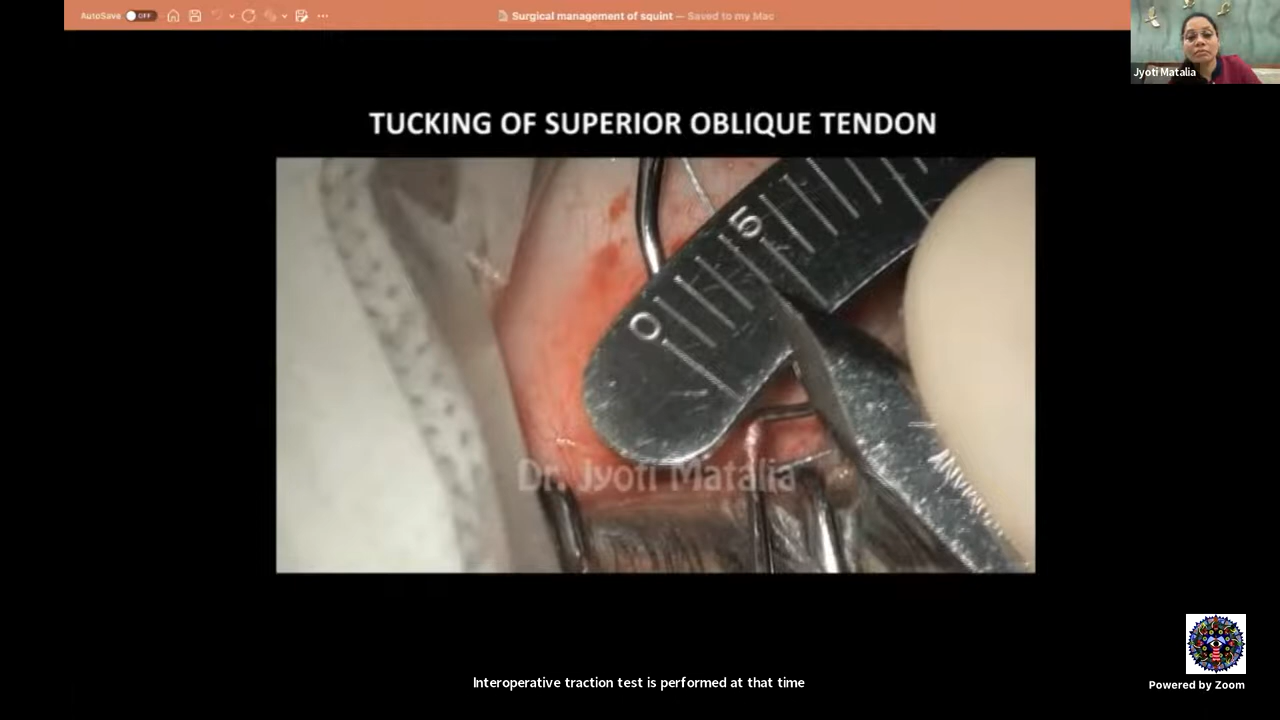 AutoSave OFF
Surgical management of squint — Saved to my Mac
Jyoti Matalia
TUCKING OF SUPERIOR OBLIQUE TENDON
5
0
Dr. Jyoti Matalia
Interoperative traction test is performed at that time
Powered by Zoom